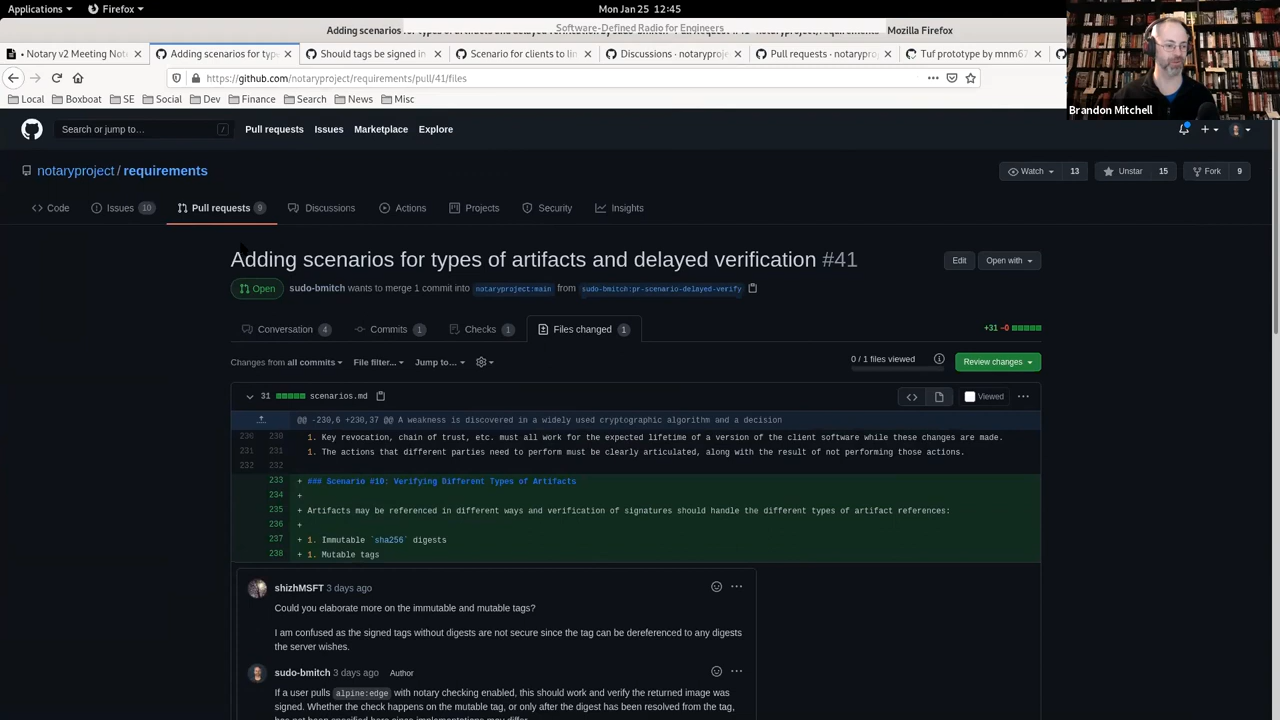 Applications Firefox Mon Jan 25 12:45
Software-Defined Radio for Engineers
Mozilla Firefox
Notary v2 Meeting Not Adding scenarios for type Should tags be signed in Scenario for clients to lin Discussions · notaryproje Pull requests · notarypro Tuf prototype by mnm67
https://github.com/notaryproject/requirements/pull/41/files
Brandon Mitchell
Local Boxboat SE Social Dev Finance Search News Misc
Search or jump to… / Pull requests Issues Marketplace Explore
notaryproject / requirements Watch 13 Unstar 15 Fork 9
Code Issues 10 Pull requests 9 Discussions Actions Projects Security Insights
Adding scenarios for types of artifacts and delayed verification #41 Edit Open with
Open sudo-bmitch wants to merge 1 commit into notaryproject:main from sudo-bmitch:pr-scenario-delayed-verify
Conversation 4 Commits 1 Checks 1 Files changed 1 +31 −0
Changes from all commits File filter… Jump to… 0 / 1 files viewed Review changes
31 scenarios.md Viewed
@@ -230,6 +230,37 @@ A weakness is discovered in a widely used cryptographic algorithm and a decision
230 230 1. Key revocation, chain of trust, etc. must all work for the expected lifetime of a version of the client software while these changes are made.
231 231 1. The actions that different parties need to perform must be clearly articulated, along with the result of not performing those actions.
232 232
233 + ### Scenario #10: Verifying Different Types of Artifacts
234 +
235 + Artifacts may be referenced in different ways and verification of signatures should handle the different types of artifact references:
236 +
237 + 1. Immutable `sha256` digests
238 + 1. Mutable tags
shizhMSFT 3 days ago
Could you elaborate more on the immutable and mutable tags?
I am confused as the signed tags without digests are not secure since the tag can be dereferenced to any digests
the server wishes.
sudo-bmitch 3 days ago Author
If a user pulls alpine:edge with notary checking enabled, this should work and verify the returned image was
signed. Whether the check happens on the mutable tag, or only after the digest has been resolved from the tag,
has not been specified here since implementations may differ.